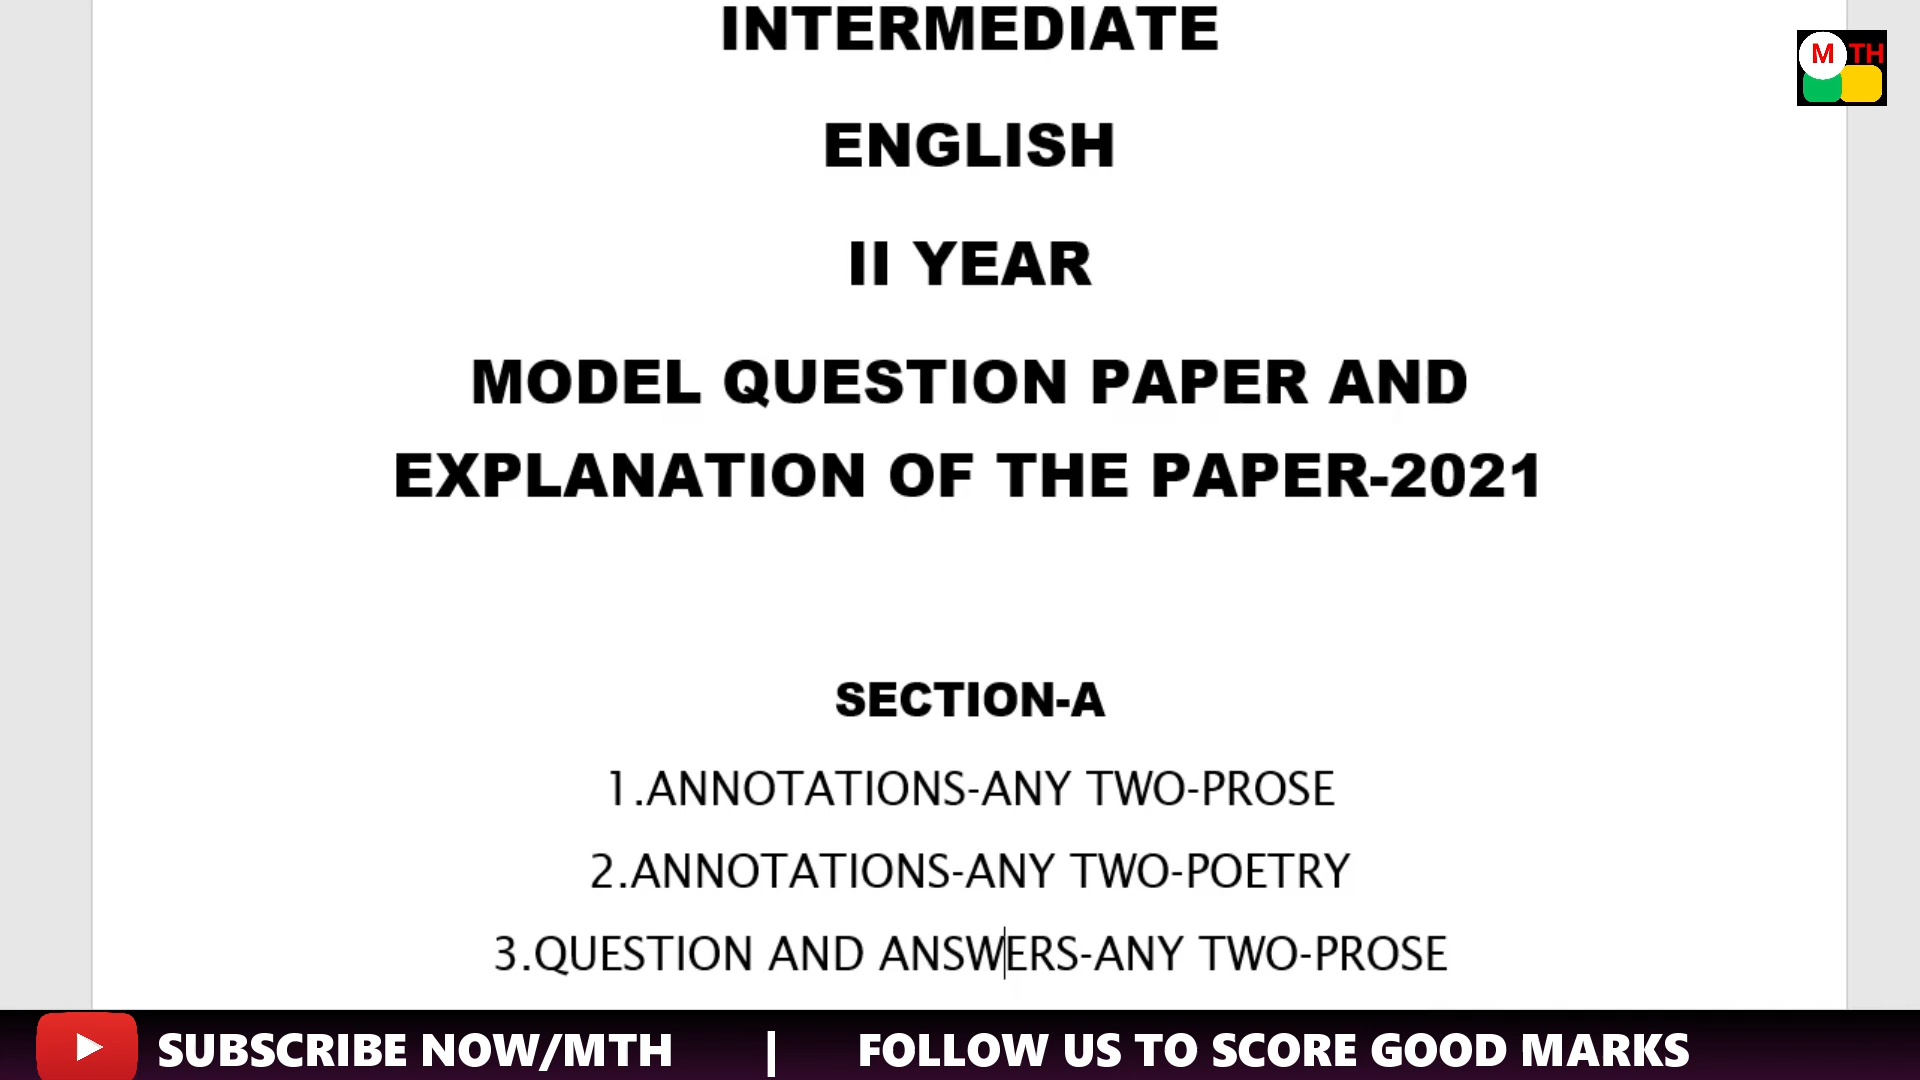 INTERMEDIATE
M TH
ENGLISH
II YEAR
MODEL QUESTION PAPER AND
EXPLANATION OF THE PAPER-2021
SECTION-A
1.ANNOTATIONS-ANY TWO-PROSE
2.ANNOTATIONS-ANY TWO-POETRY
3.QUESTION AND ANSWERS-ANY TWO-PROSE
SUBSCRIBE NOW/MTH | FOLLOW US TO SCORE GOOD MARKS